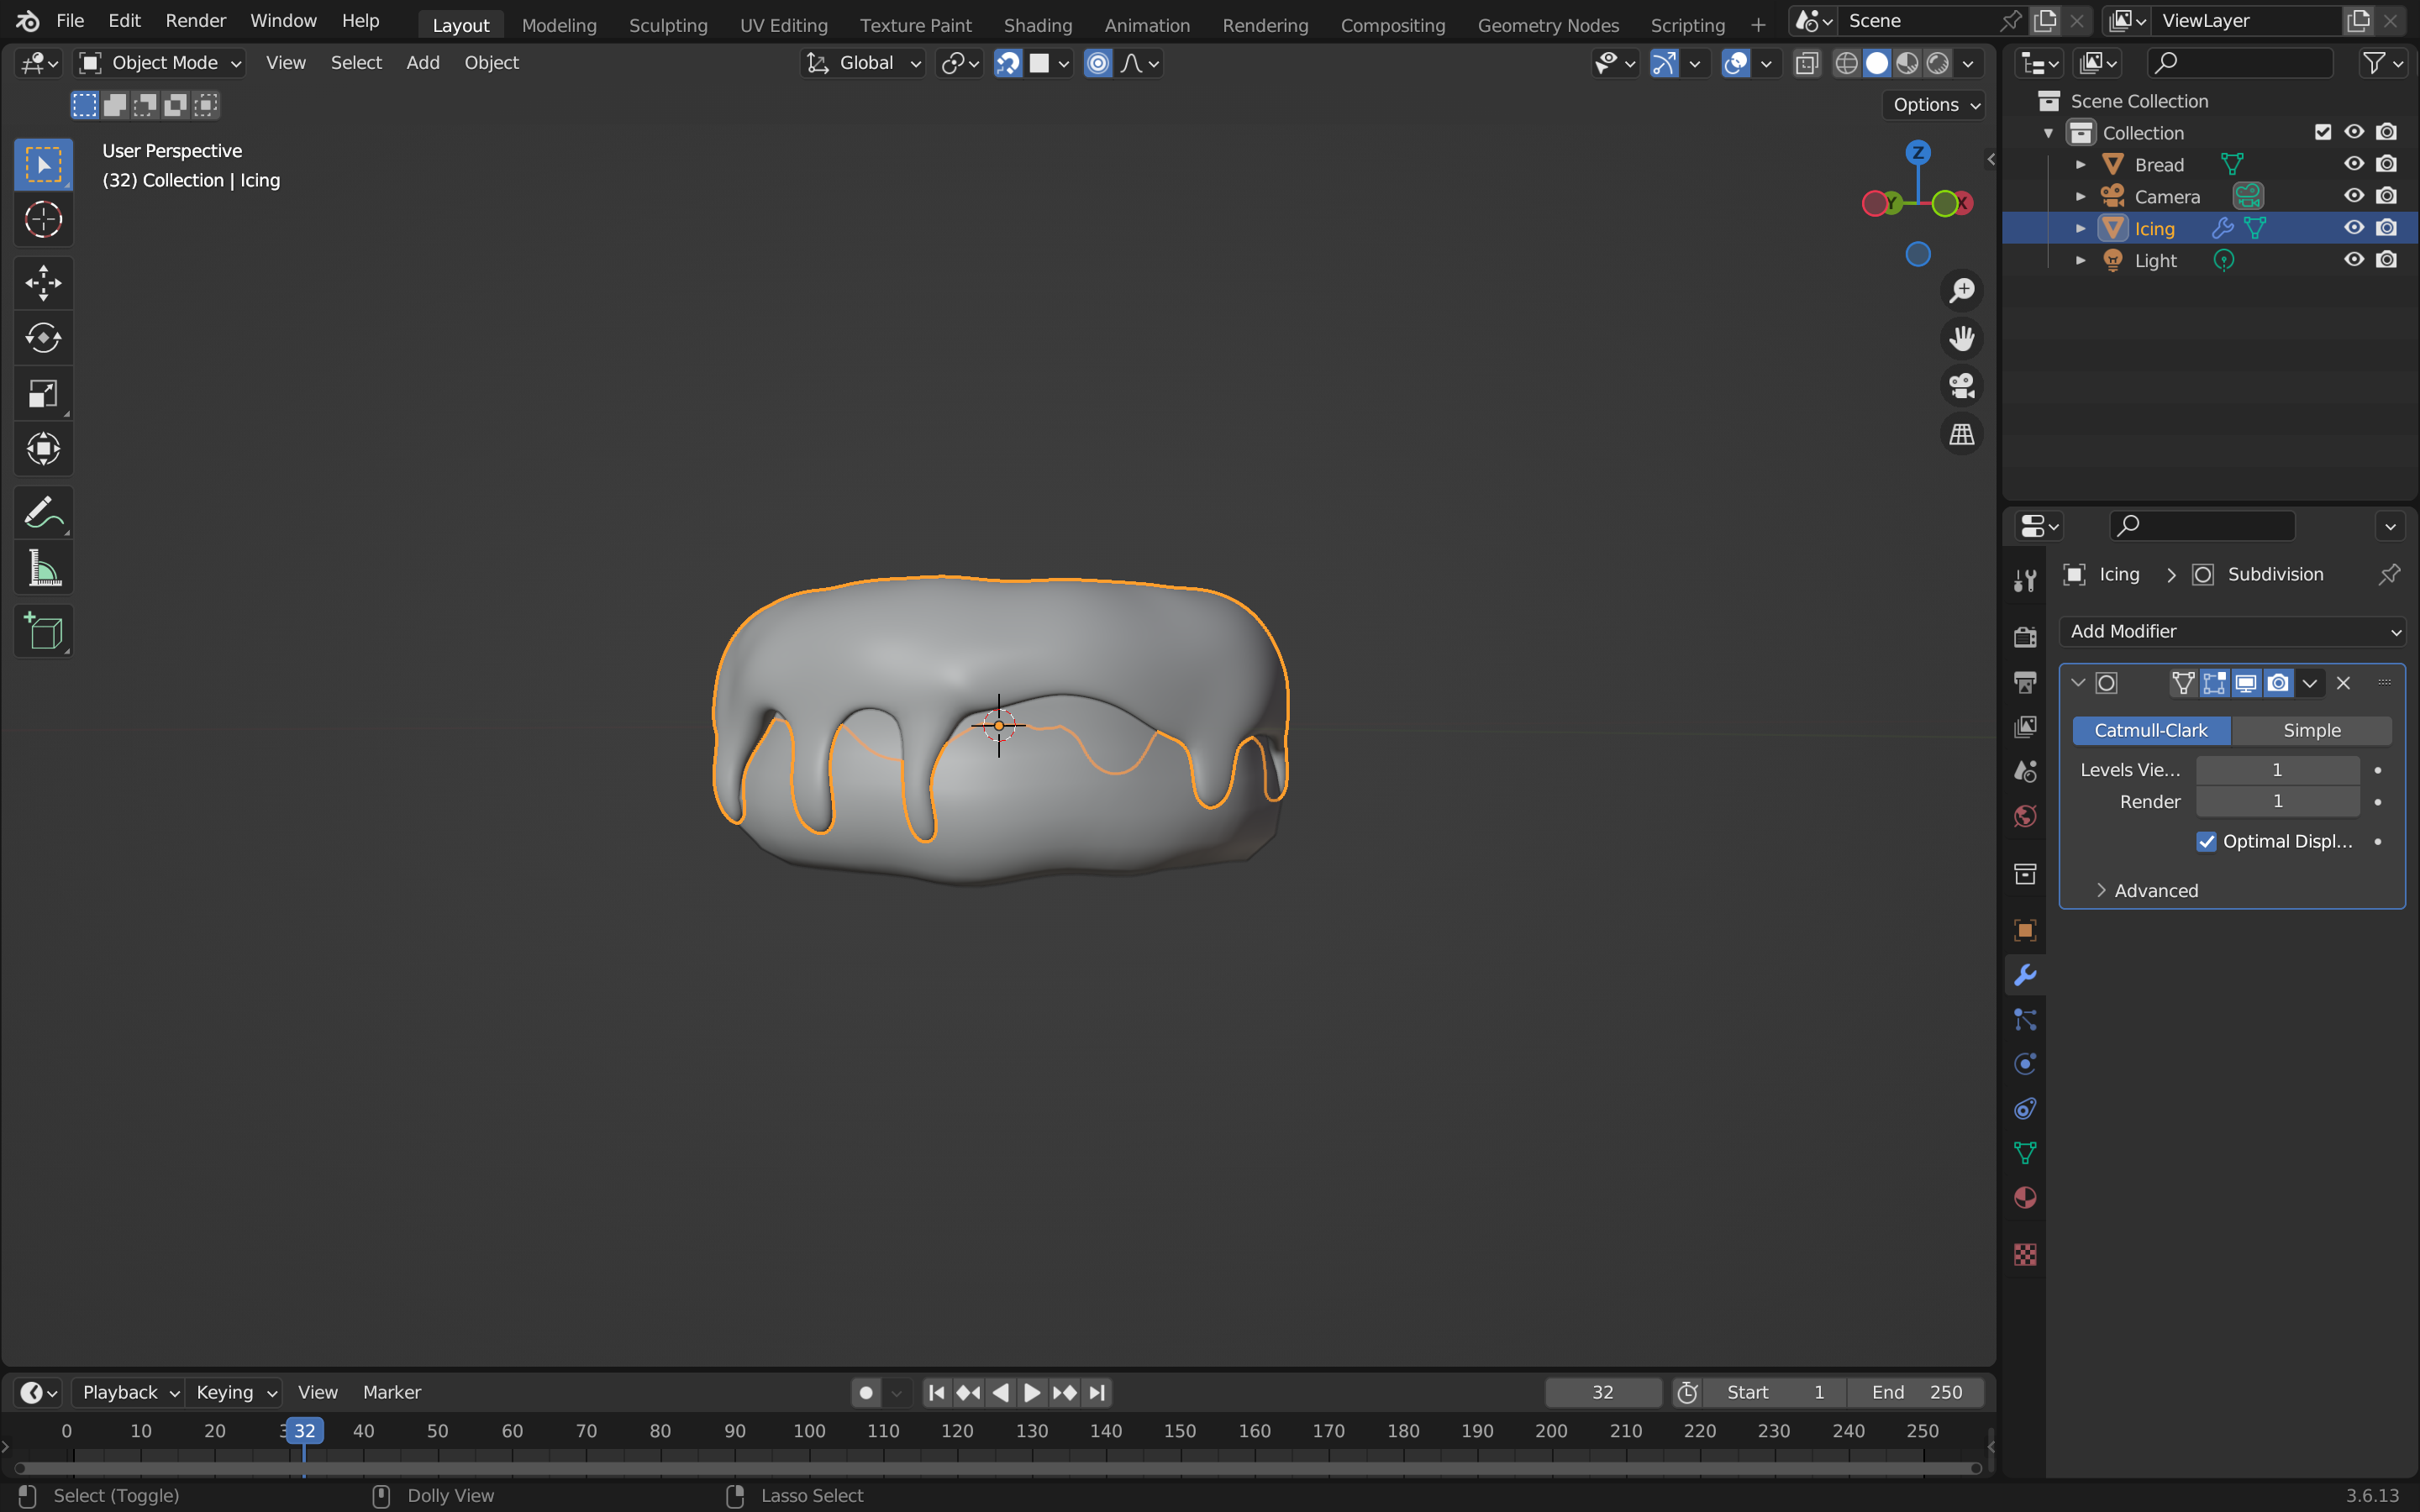 File Edit Render Window Help Layout Modeling Sculpting UV Editing Texture Paint Shading Animation Rendering Compositing Geometry Nodes Scripting + Scene ViewLayer
Object Mode View Select Add Object Global
Options
User Perspective
(32) Collection | Icing
Z
Y X
Scene Collection
Collection
Bread
Camera
Icing
Light
Icing > Subdivision
Add Modifier
Catmull-Clark Simple
Levels Vie... 1
Render 1
Optimal Displ...
Advanced
Playback Keying View Marker 32 Start 1 End 250
0 10 20 32 40 50 60 70 80 90 100 110 120 130 140 150 160 170 180 190 200 210 220 230 240 250
Select (Toggle) Dolly View Lasso Select 3.6.13